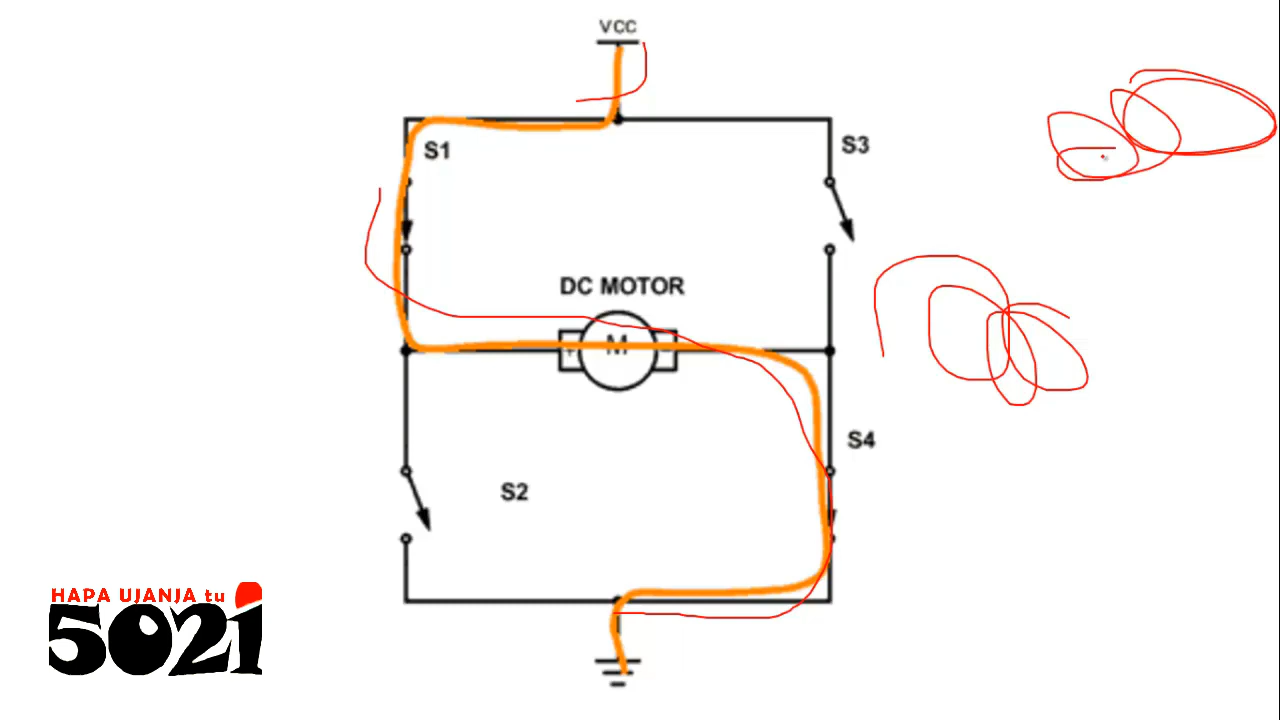 VCC
S1
S3
DC MOTOR
+ M -
S4
S2
HAPA UJANJA tu
5021